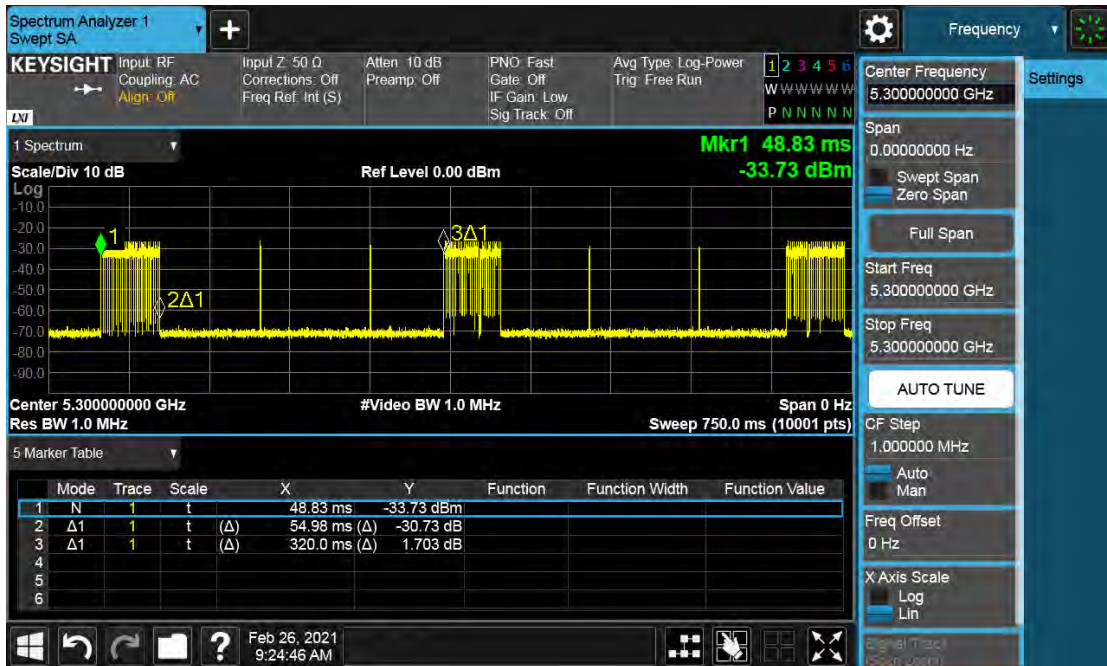 Spectrum Analyzer 1
Swept SA
+
Frequency
KEYSIGHT
Input: RF
Coupling: AC
Align: Off
Input Z: 50 Ω
Corrections: Off
Freq Ref: Int (S)
Atten: 10 dB
Preamp: Off
PNO: Fast
Gate: Off
IF Gain: Low
Sig Track: Off
Avg Type: Log-Power
Trig: Free Run
1 2 3 4 5 6
W W W W W W
P N N N N N
LXI
Center Frequency
5.300000000 GHz
Settings
Span
0.00000000 Hz
Swept Span
Zero Span
Full Span
Start Freq
5.300000000 GHz
Stop Freq
5.300000000 GHz
AUTO TUNE
CF Step
1.000000 MHz
Auto
Man
Freq Offset
0 Hz
X Axis Scale
Log
Lin
Signal Track
(Span Zoom)
1 Spectrum
Mkr1 48.83 ms
-33.73 dBm
Scale/Div 10 dB
Ref Level 0.00 dBm
Log
-10.0
-20.0
-30.0
-40.0
-50.0
-60.0
-70.0
-80.0
-90.0
1
2Δ1
3Δ1
Center 5.300000000 GHz
#Video BW 1.0 MHz
Span 0 Hz
Res BW 1.0 MHz
Sweep 750.0 ms (10001 pts)
5 Marker Table
Mode Trace Scale X Y Function Function Width Function Value
1 N 1 t 48.83 ms -33.73 dBm
2 Δ1 1 t (Δ) 54.98 ms (Δ) -30.73 dB
3 Δ1 1 t (Δ) 320.0 ms (Δ) 1.703 dB
4
5
6
?
Feb 26, 2021
9:24:46 AM